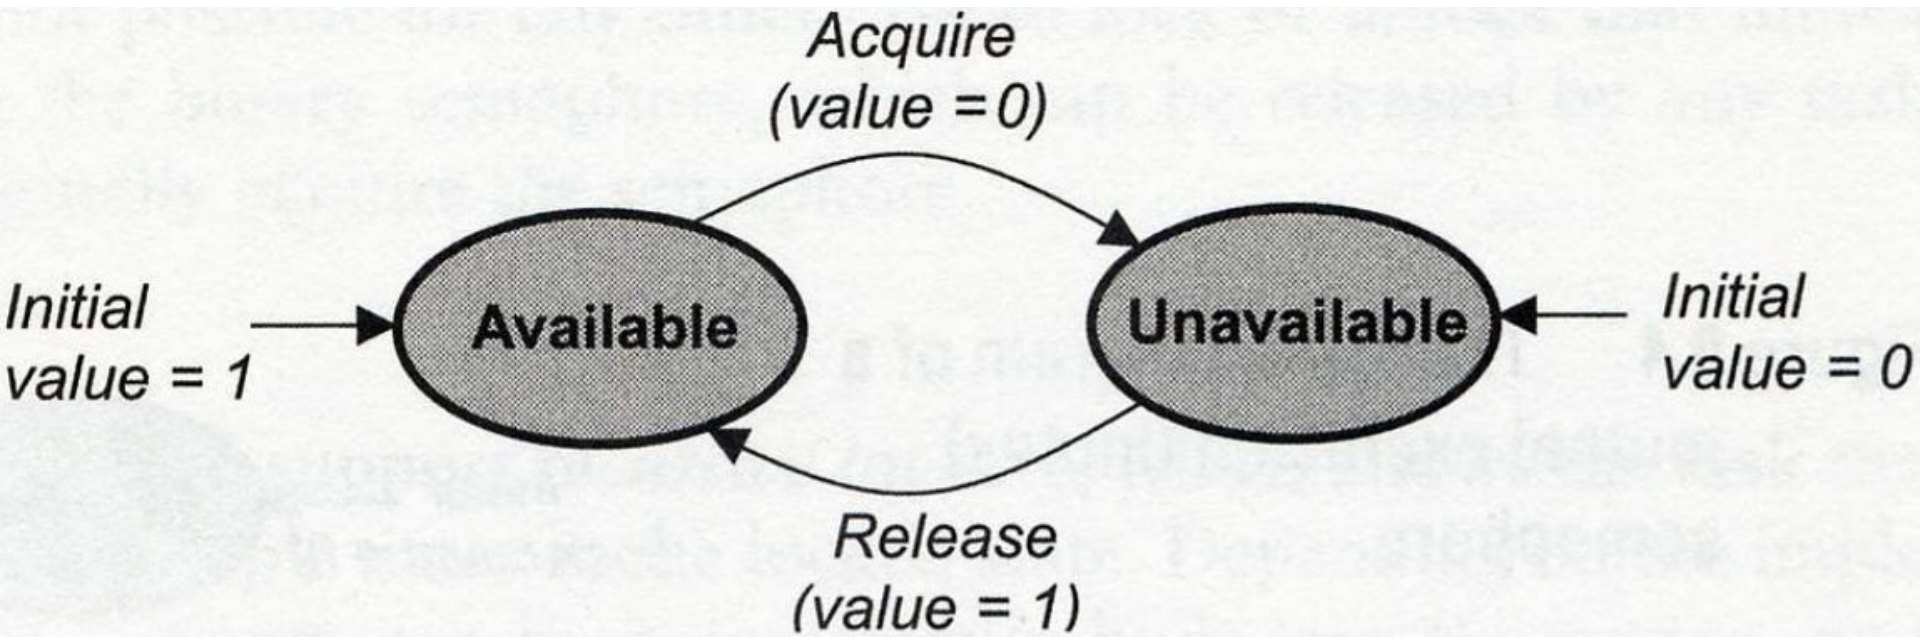 Acquire
(value = 0)
Initial
value = 1
Available
Unavailable
Initial
value = 0
Release
(value = 1)